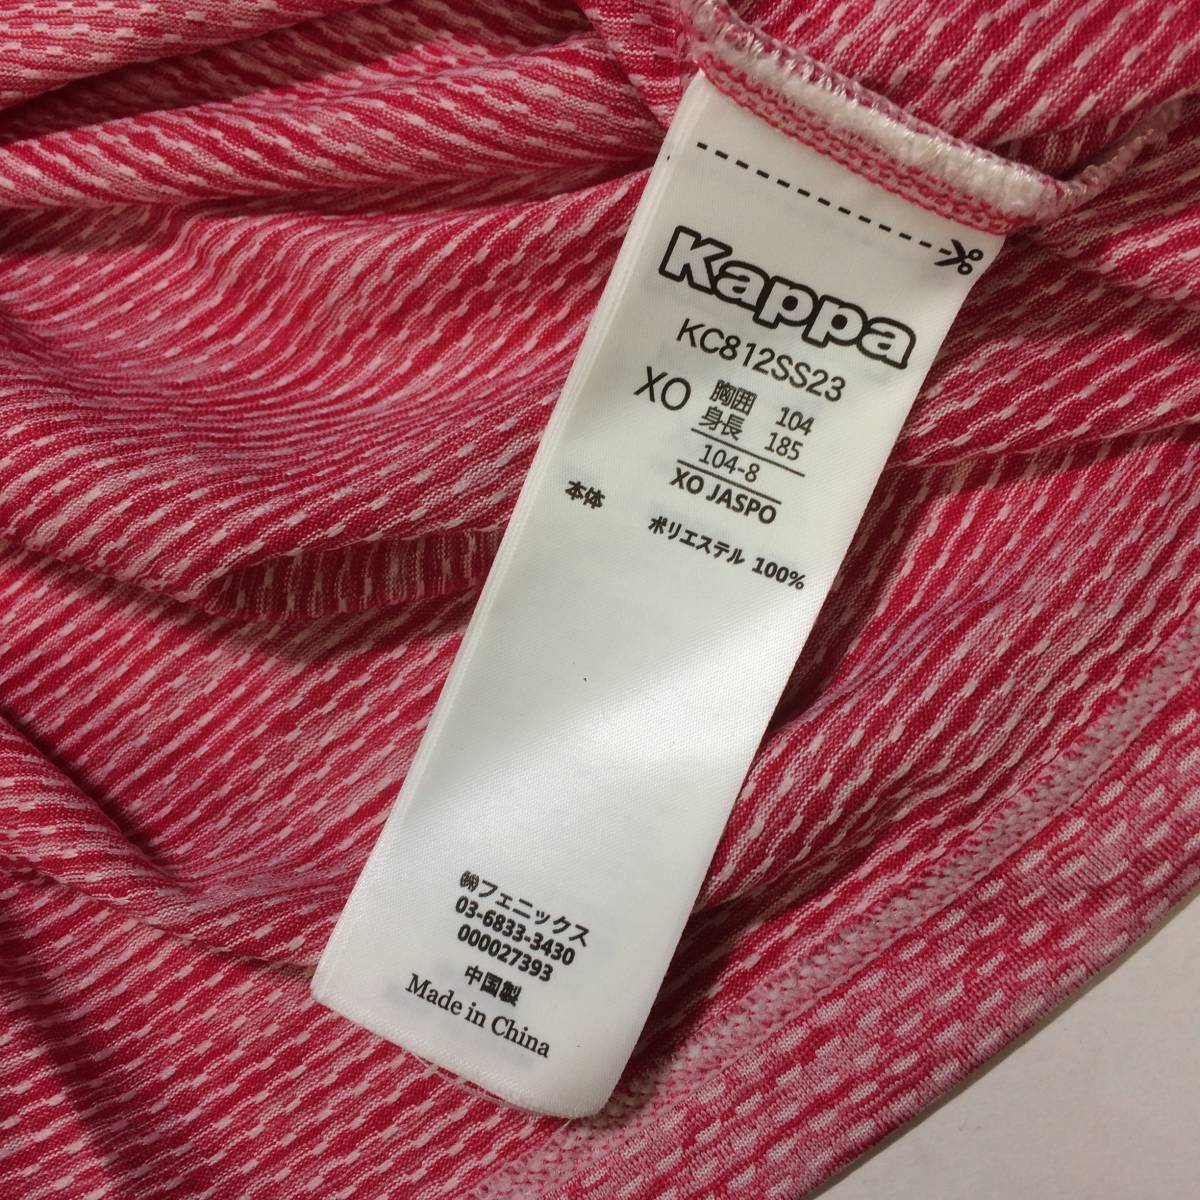 Kappa
KC812SS23
XO 胸囲 104
身長 185
104-8
XO JASPO
本体 ポリエステル 100%
㈱フェニックス
03-6833-3430
000027393
中国製
Made in China